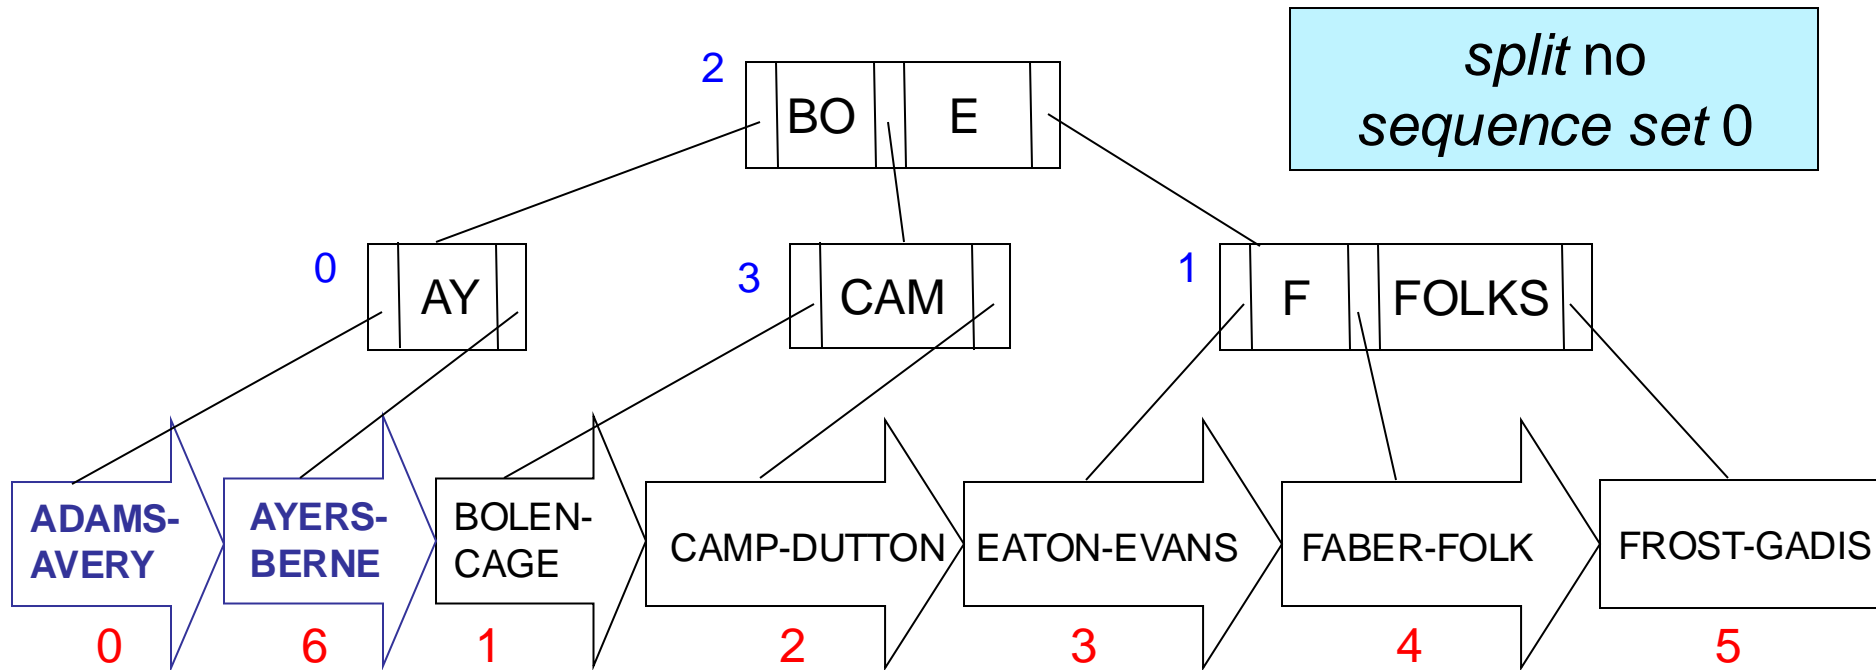 split no
sequence set 0
2
BO E
0
AY
3
CAM
1
F FOLKS
ADAMS-
AVERY
AYERS-
BERNE
BOLEN-
CAGE
CAMP-DUTTON
EATON-EVANS
FABER-FOLK
FROST-GADIS
0 6 1 2 3 4 5